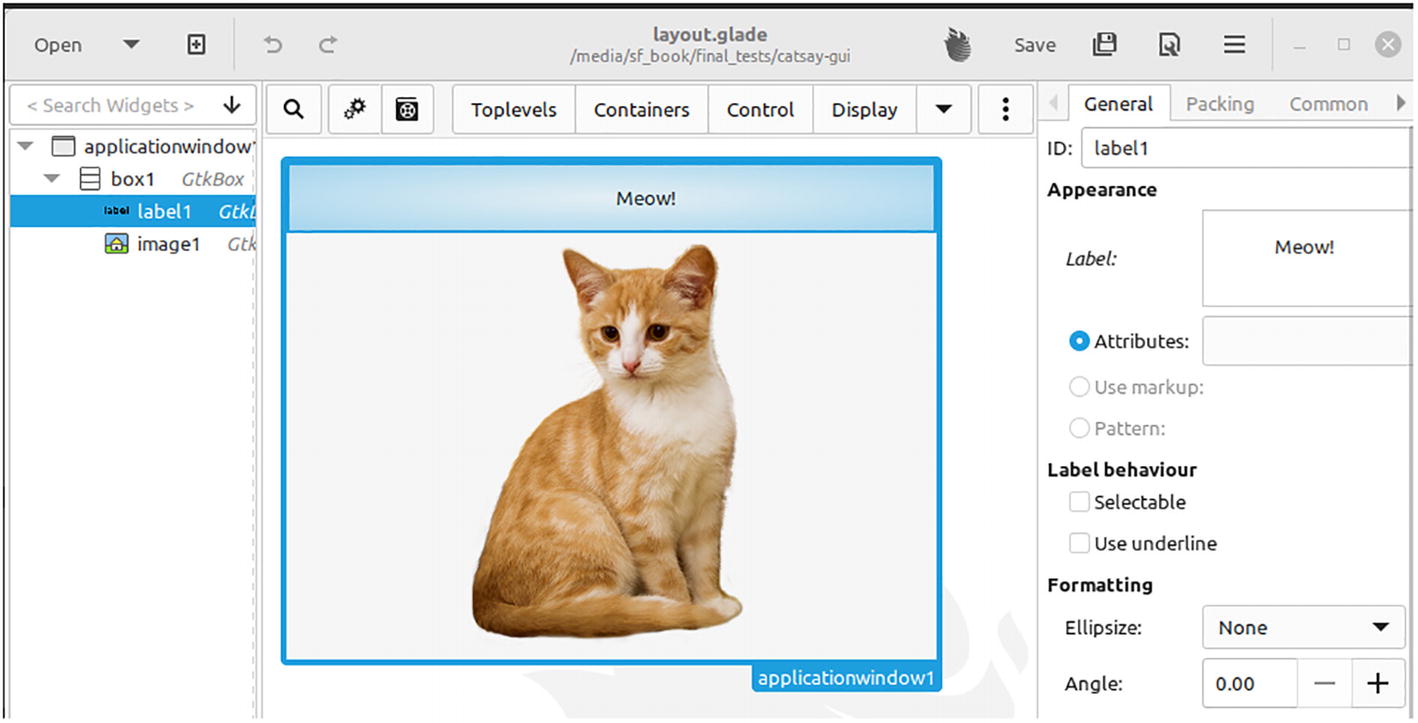 Open
layout.glade
/media/sf_book/final_tests/catsay-gui
Save
< Search Widgets >
Toplevels Containers Control Display
General Packing Common
applicationwindow1
box1 GtkBox
label label1
image1
Meow!
applicationwindow1
ID: label1
Appearance
Label: Meow!
Attributes:
Use markup:
Pattern:
Label behaviour
Selectable
Use underline
Formatting
Ellipsize: None
Angle: 0.00